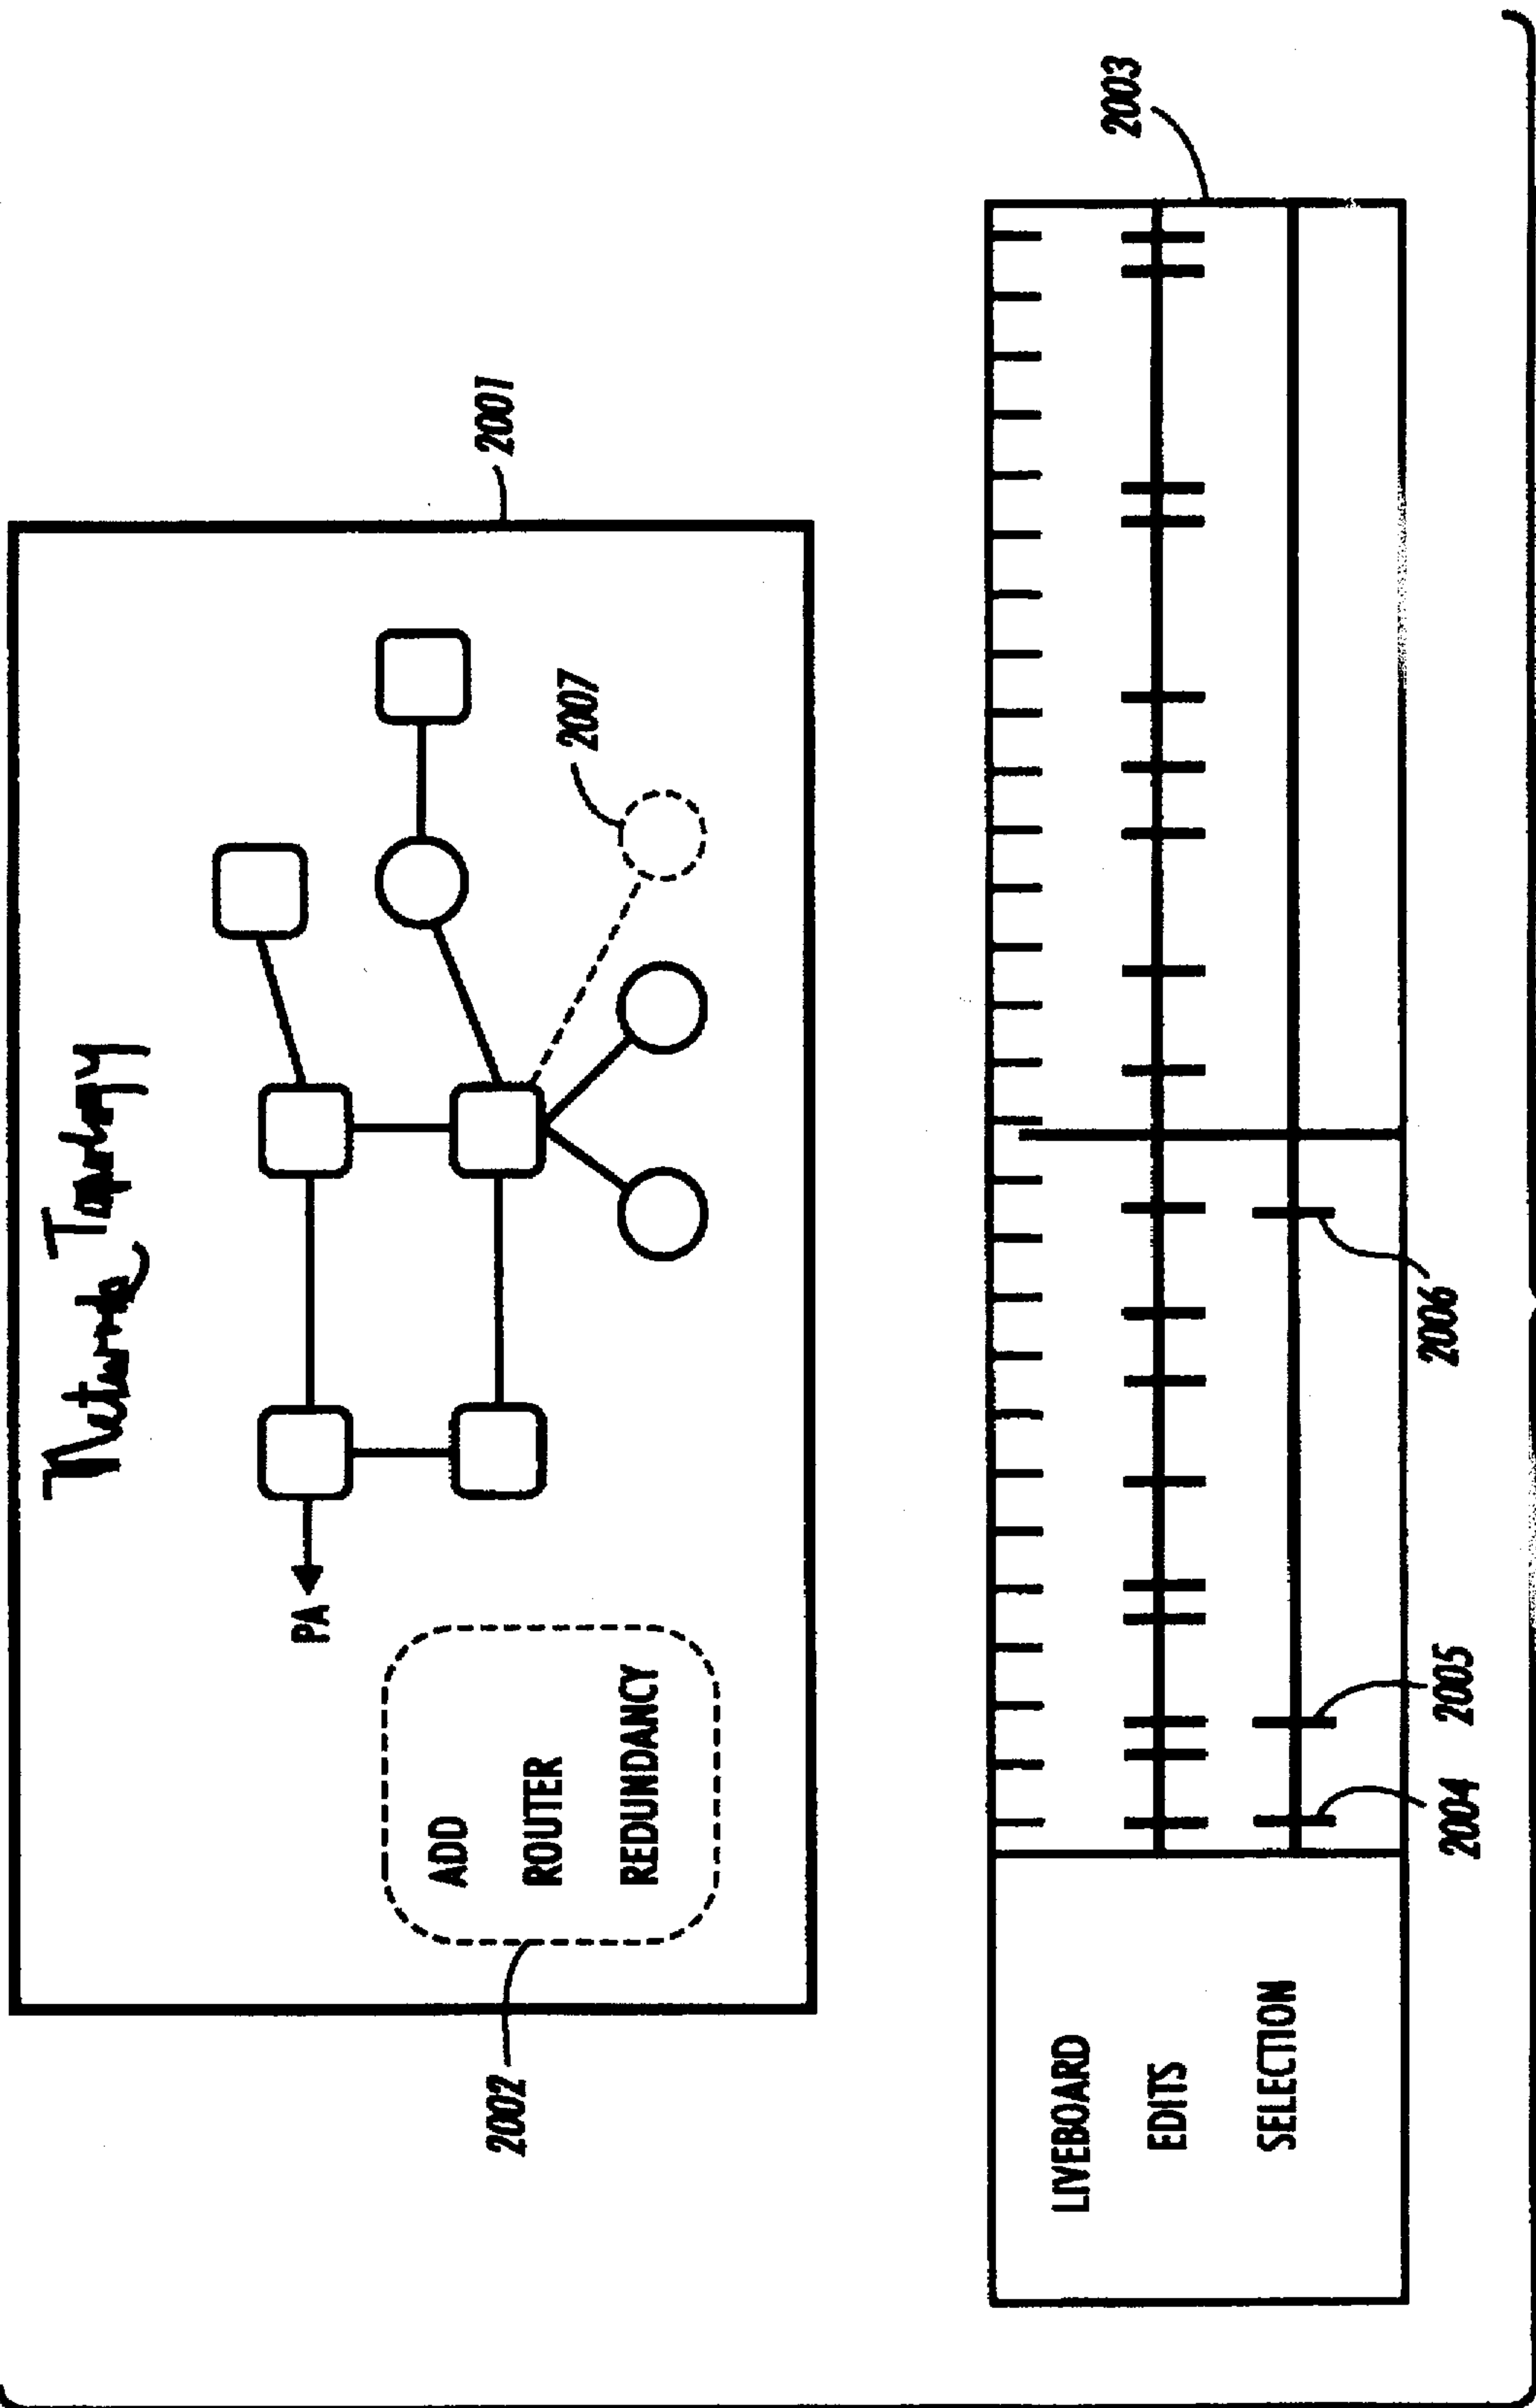 Network Topology
2001
PA
2007
ADD
ROUTER
REDUNDANCY
2002
2003
LIVEBOARD
EDITS
SELECTION
2004
2005
2006